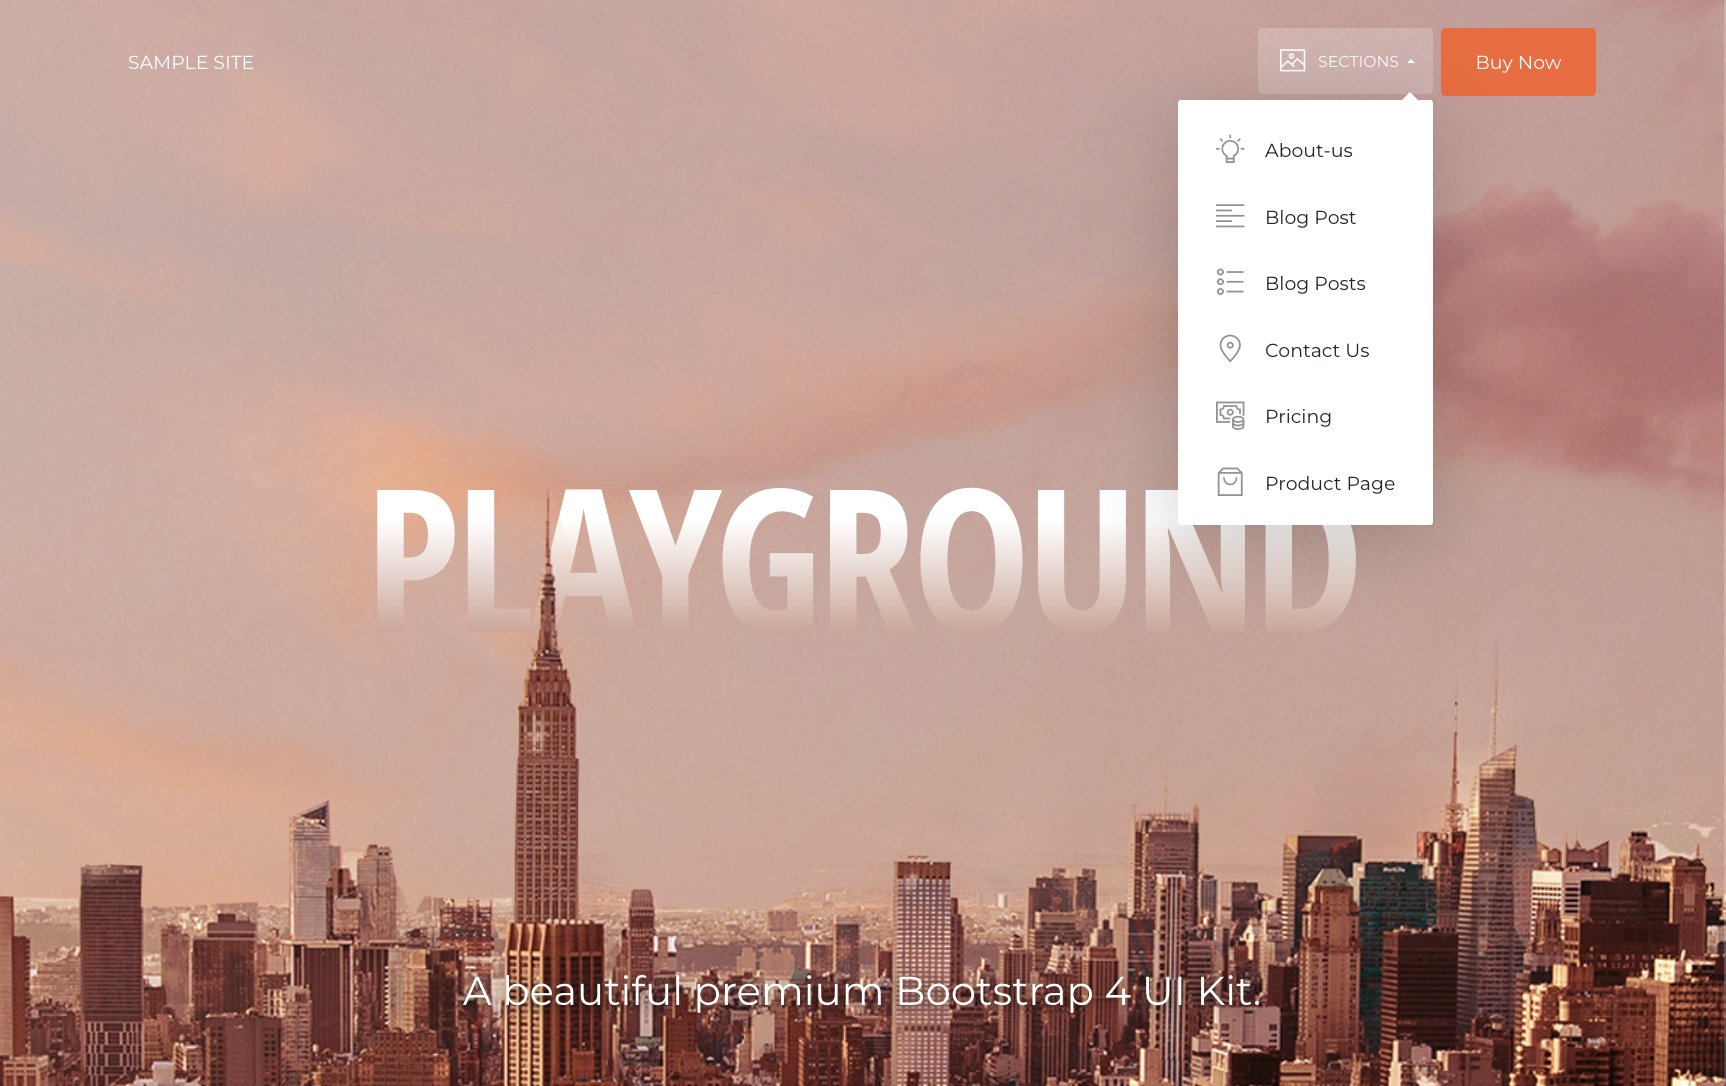 SAMPLE SITE
SECTIONS
Buy Now
About-us
Blog Post
Blog Posts
Contact Us
Pricing
Product Page
PLAYGROUND
A beautiful premium Bootstrap 4 UI Kit.